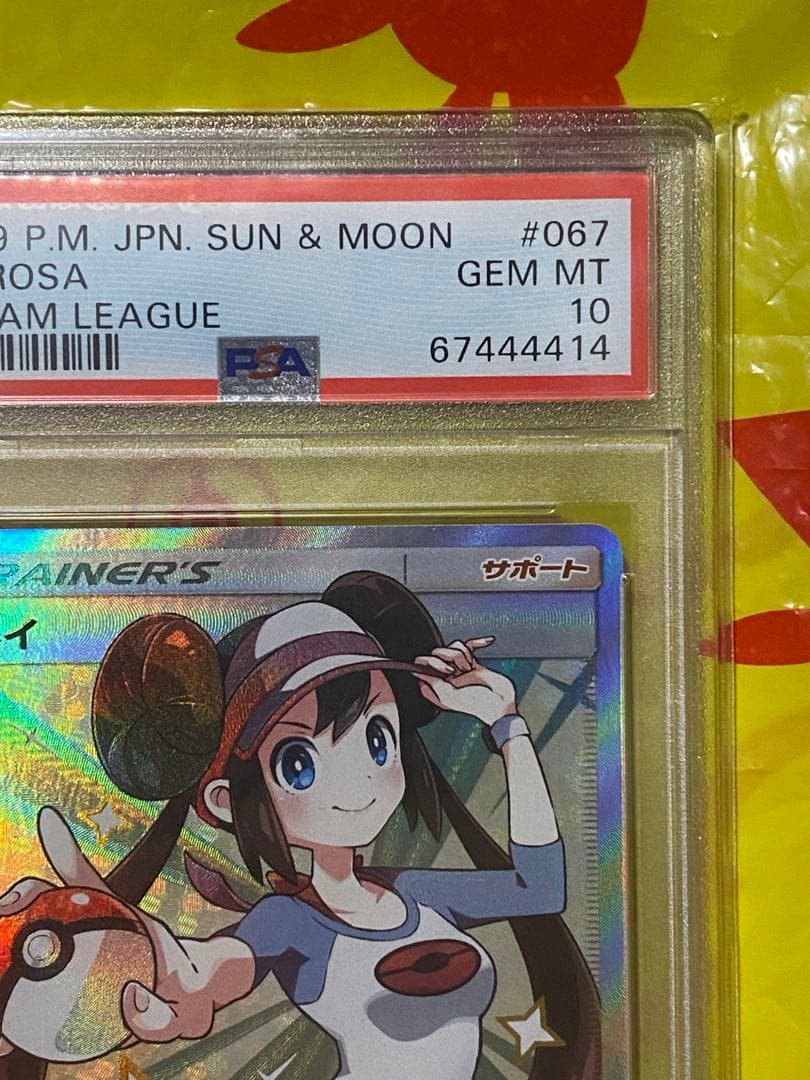 9 P.M. JPN. SUN & MOON #067
ROSA GEM MT
AM LEAGUE 10
PSA 67444414
RAINER'S サポート
イ